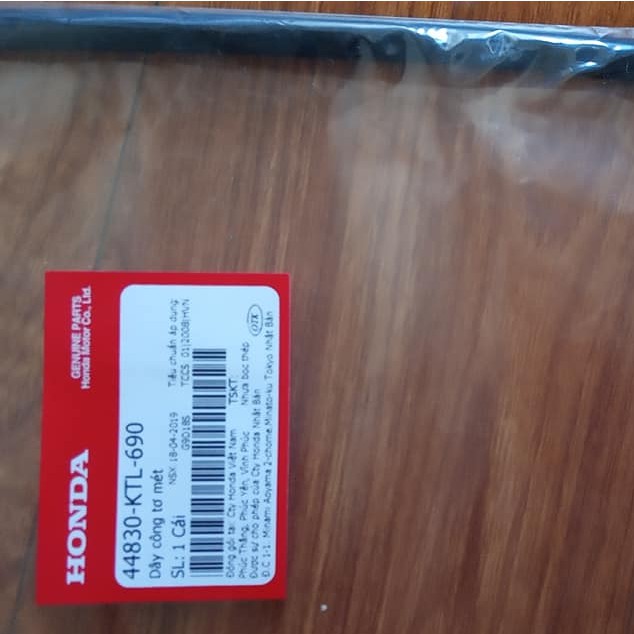 HONDA
GENUINE PARTS
Honda Motor Co., Ltd.
44830-KTL-690
Dây công tơ mét
SL: 1 Cái
NSX 18-04-2019
G9D18S
Tiêu chuẩn áp dụng:
TCCS 01|2008|HVN
TSKT
Nhựa bọc thép
OTK
Đóng gói tại: Cty Honda Việt Nam
Phúc Thắng, Phúc Yên, Vĩnh Phúc
Được sự cho phép của Cty Honda Nhật Bản
Đ.C 1-1, Minami Aoyama 2-chome,Minato-ku Tokyo Nhật Bản